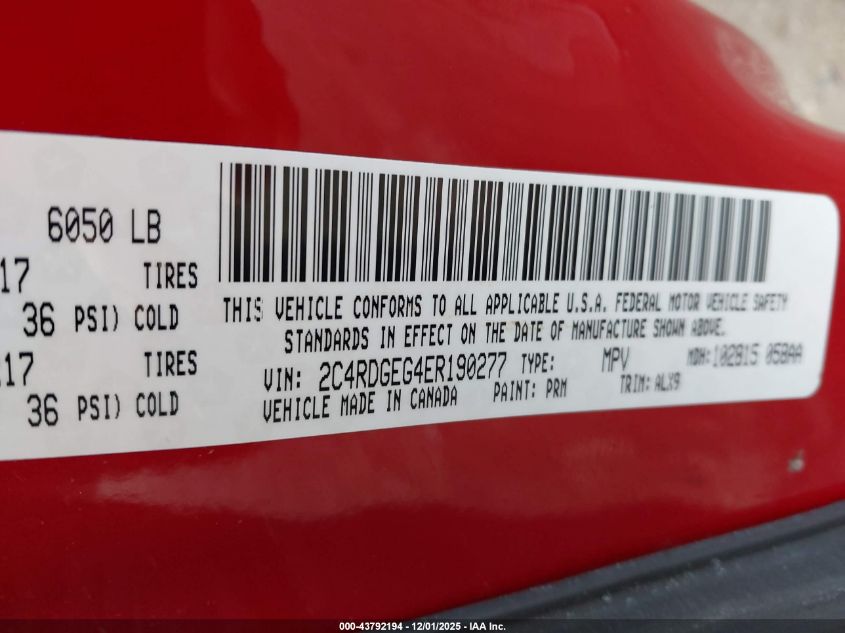 6050 LB
17 TIRES
36 PSI) COLD
17 TIRES
36 PSI) COLD
THIS VEHICLE CONFORMS TO ALL APPLICABLE U.S.A. FEDERAL MOTOR VEHICLE SAFETY
STANDARDS IN EFFECT ON THE DATE OF MANUFACTURE SHOWN ABOVE.
VIN: 2C4RDGEG4ER190277 TYPE: MPV MDH: 102815 058AA
VEHICLE MADE IN CANADA PAINT: PRM TRIM: ALX9
000-43792194 - 12/01/2025 - IAA Inc.